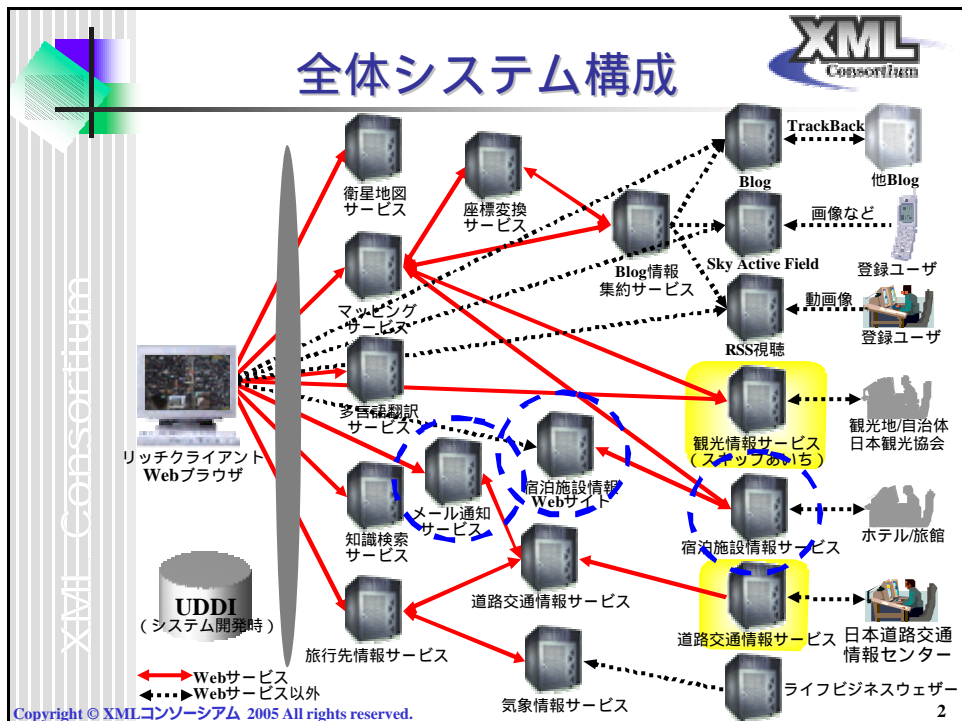 全体システム構成
XML
Consortium
XML Consortium
TrackBack
Blog
他Blog
衛星地図
サービス
座標変換
サービス
画像など
Blog情報
集約サービス
Sky Active Field
登録ユーザ
マッピング
サービス
動画像
RSS視聴
登録ユーザ
多言語翻訳
サービス
リッチクライアント
Webブラウザ
観光情報サービス
(スキップあいち)
観光地/自治体
日本観光協会
宿泊施設情報
Webサイト
メール通知
サービス
知識検索
サービス
宿泊施設情報サービス
ホテル/旅館
UDDI
(システム開発時)
道路交通情報サービス
道路交通情報サービス
日本道路交通
情報センター
旅行先情報サービス
Webサービス
Webサービス以外
気象情報サービス
ライフビジネスウェザー
Copyright © XMLコンソーシアム 2005 All rights reserved.
2